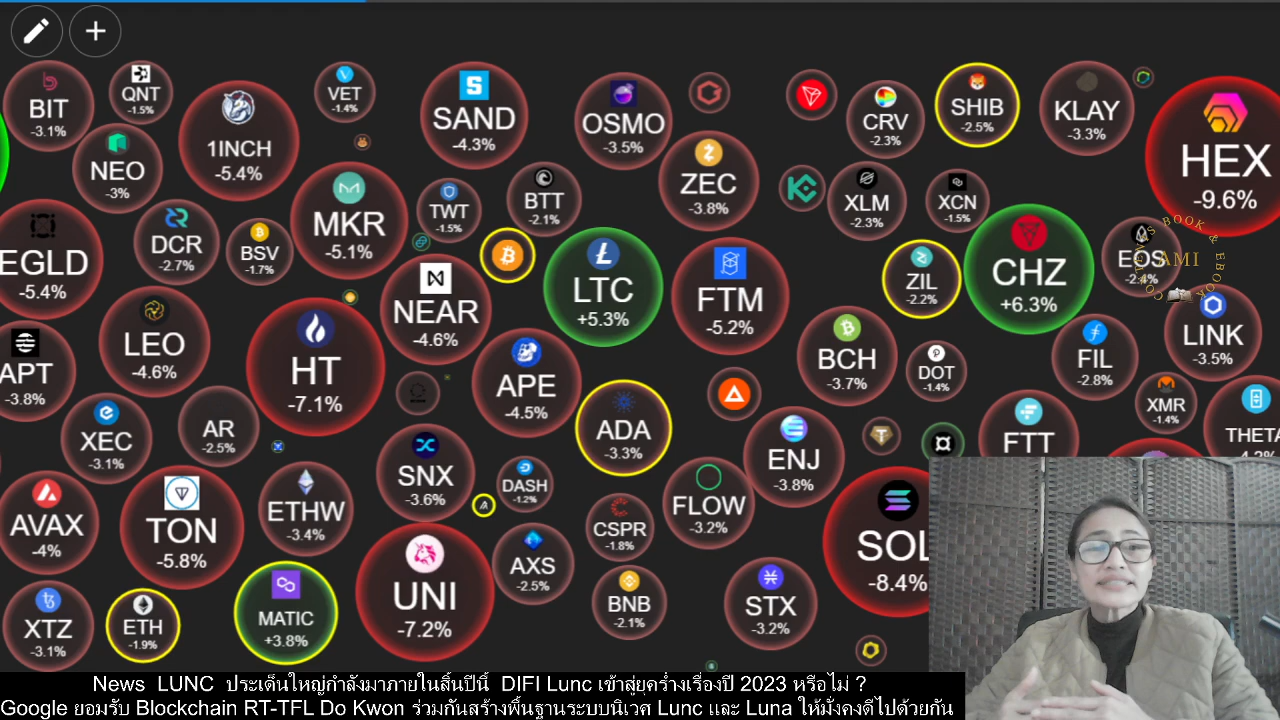 BIT
-3.1%
QNT
-1.5%
NEO
-3%
1INCH
-5.4%
VET
-1.4%
SAND
-4.3%
OSMO
-3.5%
CRV
-2.3%
SHIB
-2.5%
KLAY
-3.3%
HEX
-9.6%
MKR
-5.1%
TWT
-1.5%
BTT
-2.1%
ZEC
-3.8%
XLM
-2.3%
XCN
-1.5%
EGLD
-5.4%
DCR
-2.7%
BSV
-1.7%
NEAR
-4.6%
LTC
+5.3%
FTM
-5.2%
ZIL
-2.2%
CHZ
+6.3%
EOS
BOOK & EBOOK
AMI
LINK
-3.5%
APT
-3.8%
LEO
-4.6%
HT
-7.1%
APE
-4.5%
BCH
-3.7%
DOT
-1.4%
FIL
-2.8%
XMR
-1.4%
XEC
-3.1%
AR
-2.5%
SNX
-3.6%
ADA
-3.3%
ENJ
-3.8%
FTT
THETA
AVAX
-4%
TON
-5.8%
ETHW
-3.4%
DASH
-1.2%
CSPR
-1.8%
FLOW
-3.2%
SOL
-8.4%
XTZ
-3.1%
ETH
-1.9%
MATIC
+3.8%
UNI
-7.2%
AXS
-2.5%
BNB
-2.1%
STX
-3.2%
News LUNC ประเด็นใหญ่กำลังมาภายในสิ้นปีนี้ DIFI Lunc เข้าสู่ยุคร่างเรื่องปี 2023 หรือไม่ ?
Google ยอมรับ Blockchain RT-TFL Do Kwon ร่วมกันสร้างพื้นฐานระบบนิเวศ Lunc และ Luna ให้มั่งคงดีไปด้วยกัน